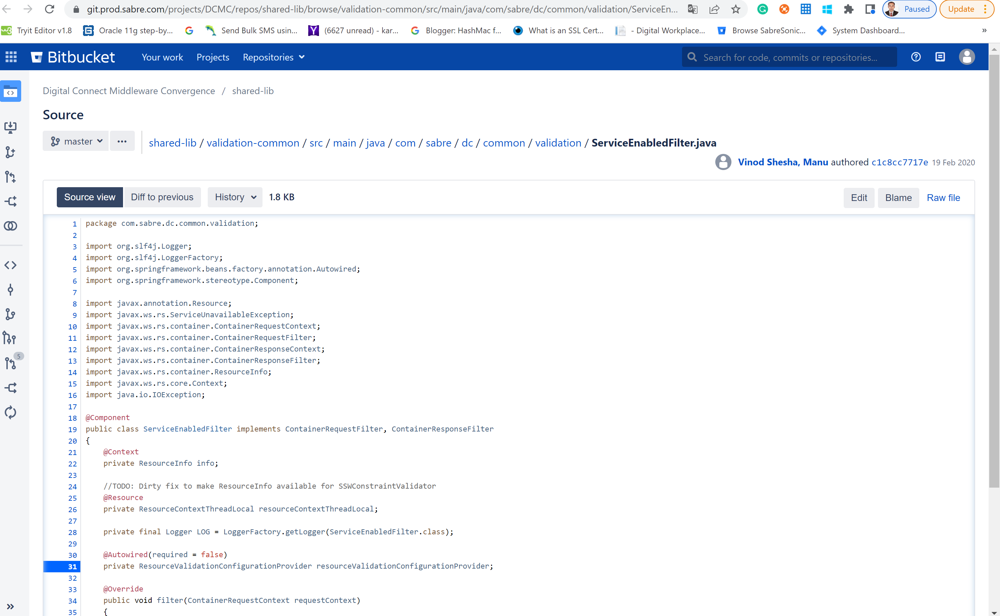 git.prod.sabre.com/projects/DCMC/repos/shared-lib/browse/validation-common/src/main/java/com/sabre/dc/common/validation/ServiceEn...
Paused
Update
Tryit Editor v1.8
Oracle 11g step-by...
Send Bulk SMS usin...
(6627 unread) - kar...
Blogger: HashMac f...
What is an SSL Cert...
- Digital Workplace...
Browse SabreSonic...
System Dashboard...
»
Bitbucket
Your work
Projects
Repositories
Search for code, commits or repositories...
Digital Connect Middleware Convergence / shared-lib
Source
master
...
shared-lib / validation-common / src / main / java / com / sabre / dc / common / validation / ServiceEnabledFilter.java
Vinod Shesha, Manu authored c1c8cc7717e 19 Feb 2020
Source view
Diff to previous
History
1.8 KB
Edit
Blame
Raw file
5
1 package com.sabre.dc.common.validation;
2
3 import org.slf4j.Logger;
4 import org.slf4j.LoggerFactory;
5 import org.springframework.beans.factory.annotation.Autowired;
6 import org.springframework.stereotype.Component;
7
8 import javax.annotation.Resource;
9 import javax.ws.rs.ServiceUnavailableException;
10 import javax.ws.rs.container.ContainerRequestContext;
11 import javax.ws.rs.container.ContainerRequestFilter;
12 import javax.ws.rs.container.ContainerResponseContext;
13 import javax.ws.rs.container.ContainerResponseFilter;
14 import javax.ws.rs.container.ResourceInfo;
15 import javax.ws.rs.core.Context;
16 import java.io.IOException;
17
18 @Component
19 public class ServiceEnabledFilter implements ContainerRequestFilter, ContainerResponseFilter
20 {
21     @Context
22     private ResourceInfo info;
23
24     //TODO: Dirty fix to make ResourceInfo available for SSWConstraintValidator
25     @Resource
26     private ResourceContextThreadLocal resourceContextThreadLocal;
27
28     private final Logger LOG = LoggerFactory.getLogger(ServiceEnabledFilter.class);
29
30     @Autowired(required = false)
31     private ResourceValidationConfigurationProvider resourceValidationConfigurationProvider;
32
33     @Override
34     public void filter(ContainerRequestContext requestContext)
35     {